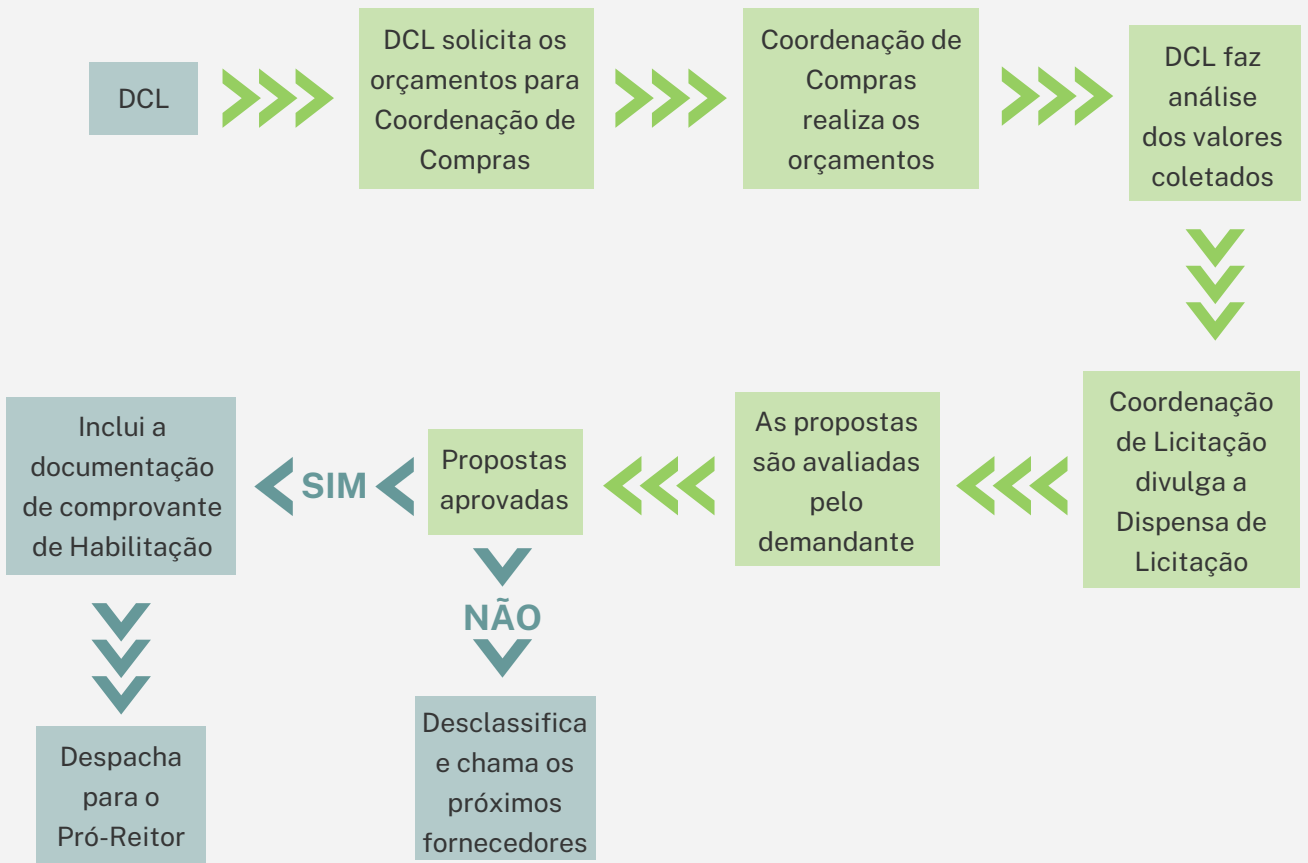 DCL
DCL solicita os
orçamentos para
Coordenação de
Compras
Coordenação de
Compras
realiza os
orçamentos
DCL faz
análise
dos valores
coletados
Coordenação
de Licitação
divulga a
Dispensa de
Licitação
As propostas
são avaliadas
pelo
demandante
Propostas
aprovadas
SIM
Inclui a
documentação
de comprovante
de Habilitação
Despacha
para o
Pró-Reitor
NÃO
Desclassifica
e chama os
próximos
fornecedores